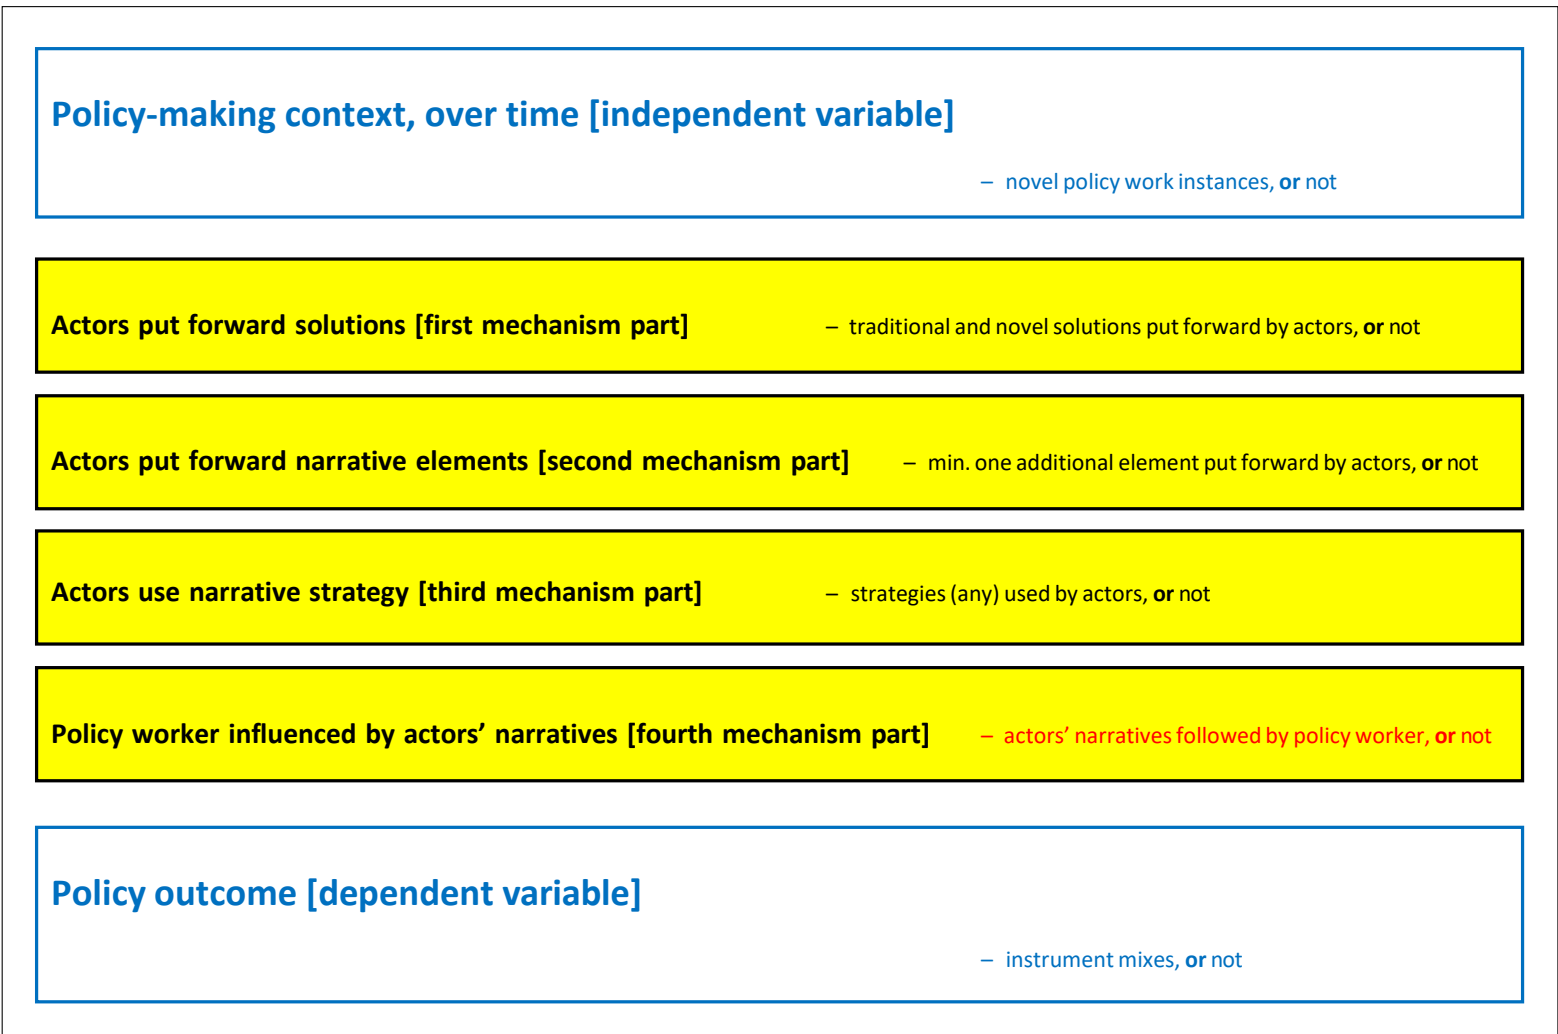 Policy-making context, over time [independent variable]
– novel policy work instances, or not
Actors put forward solutions [first mechanism part] – traditional and novel solutions put forward by actors, or not
Actors put forward narrative elements [second mechanism part] – min. one additional element put forward by actors, or not
Actors use narrative strategy [third mechanism part] – strategies (any) used by actors, or not
Policy worker influenced by actors’ narratives [fourth mechanism part] – actors’ narratives followed by policy worker, or not
Policy outcome [dependent variable]
– instrument mixes, or not